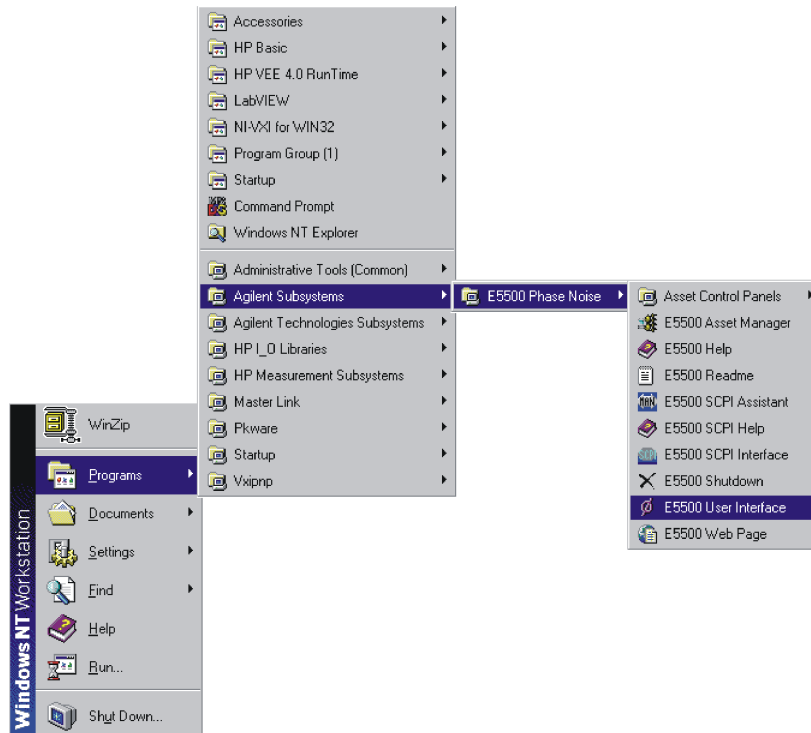 Accessories
HP Basic
HP VEE 4.0 RunTime
LabVIEW
NI-VXI for WIN32
Program Group (1)
Startup
Command Prompt
Windows NT Explorer
Administrative Tools (Common)
Agilent Subsystems
Agilent Technologies Subsystems
HP I_O Libraries
HP Measurement Subsystems
Master Link
Pkware
Startup
Vxipnp
E5500 Phase Noise
Asset Control Panels
E5500 Asset Manager
E5500 Help
E5500 Readme
E5500 SCPI Assistant
E5500 SCPI Help
E5500 SCPI Interface
E5500 Shutdown
E5500 User Interface
E5500 Web Page
WinZip
Programs
Documents
Settings
Find
Help
Run...
Shut Down...
Windows NT Workstation